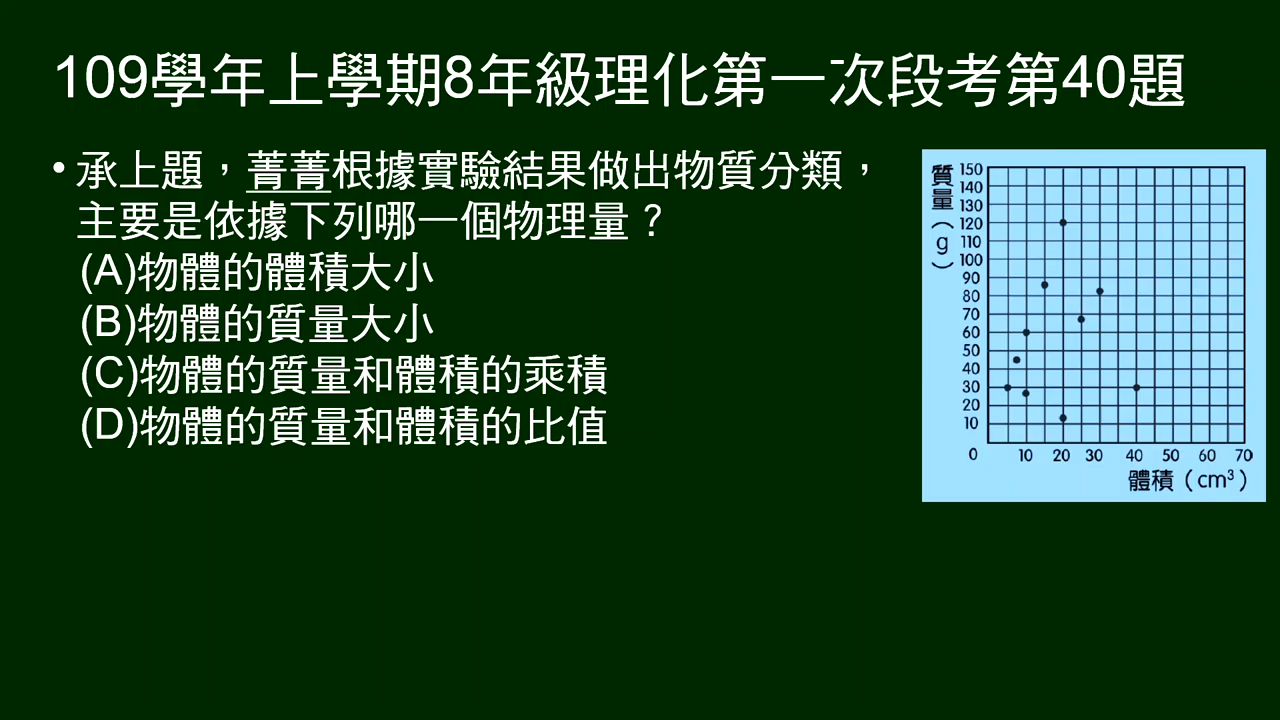 109學年上學期8年級理化第一次段考第40題
• 承上題，菁菁根據實驗結果做出物質分類，
主要是依據下列哪一個物理量？
(A)物體的體積大小
(B)物體的質量大小
(C)物體的質量和體積的乘積
(D)物體的質量和體積的比值
質量（g）
150
140
130
120
110
100
90
80
70
60
50
40
30
20
10
0 10 20 30 40 50 60 70
體積（cm³）